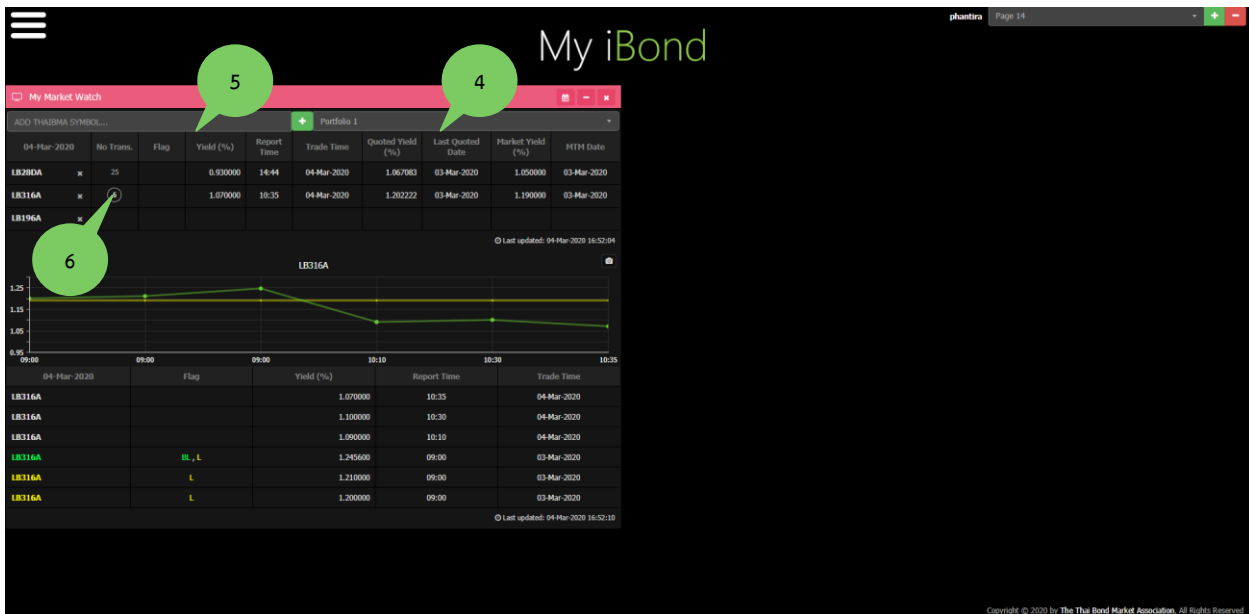 phantira Page 14
My iBond
5
4
My Market Watch
ADD THAIBMA SYMBOL... Portfolio 1
04-Mar-2020 No Trans. Flag Yield (%) Report Time Trade Time Quoted Yield (%) Last Quoted Date Market Yield (%) MTM Date
LB28DA 25 0.930000 14:44 04-Mar-2020 1.067083 03-Mar-2020 1.050000 03-Mar-2020
LB316A 1.070000 10:35 04-Mar-2020 1.202222 03-Mar-2020 1.190000 03-Mar-2020
LB196A
Last updated: 04-Mar-2020 16:52:04
6
LB316A
1.25
1.15
1.05
0.95
09:00 09:00 09:00 10:10 10:30 10:35
04-Mar-2020 Flag Yield (%) Report Time Trade Time
LB316A 1.070000 10:35 04-Mar-2020
LB316A 1.100000 10:30 04-Mar-2020
LB316A 1.090000 10:10 04-Mar-2020
LB316A BL , L 1.245600 09:00 03-Mar-2020
LB316A L 1.210000 09:00 03-Mar-2020
LB316A L 1.200000 09:00 03-Mar-2020
Last updated: 04-Mar-2020 16:52:10
Copyright © 2020 by The Thai Bond Market Association, All Rights Reserved